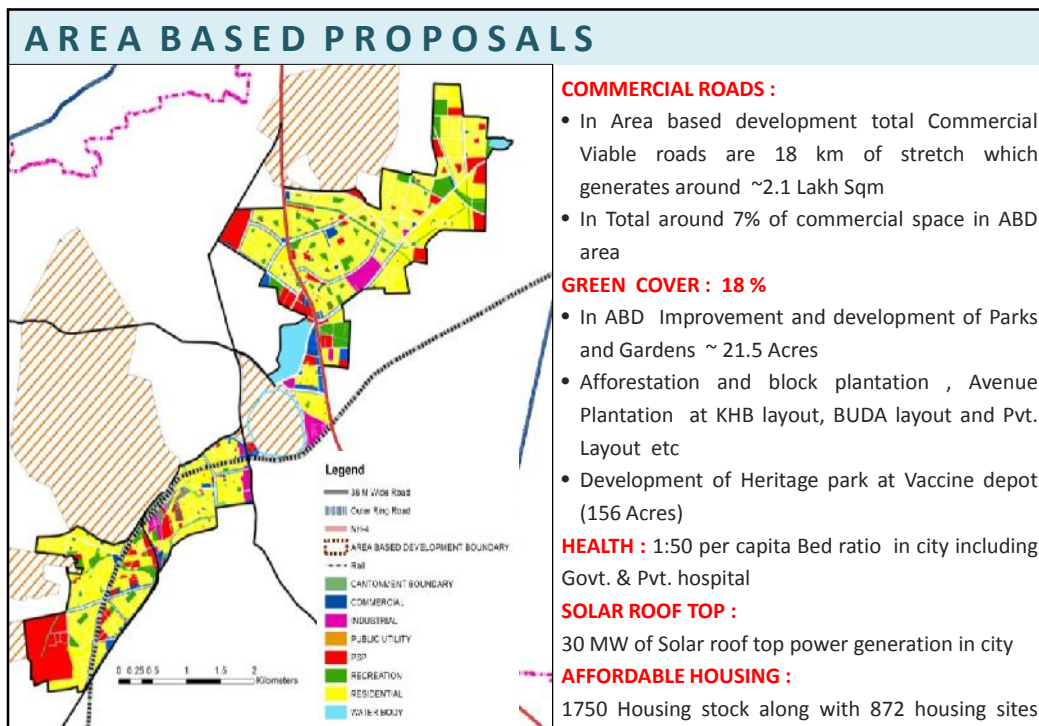 AREA BASED PROPOSALS
COMMERCIAL ROADS :
• In Area based development total Commercial
Viable roads are 18 km of stretch which
generates around ~2.1 Lakh Sqm
• In Total around 7% of commercial space in ABD
area
GREEN COVER : 18 %
• In ABD Improvement and development of Parks
and Gardens ~ 21.5 Acres
• Afforestation and block plantation , Avenue
Plantation at KHB layout, BUDA layout and Pvt.
Layout etc
• Development of Heritage park at Vaccine depot
(156 Acres)
HEALTH : 1:50 per capita Bed ratio in city including
Govt. & Pvt. hospital
SOLAR ROOF TOP :
30 MW of Solar roof top power generation in city
AFFORDABLE HOUSING :
1750 Housing stock along with 872 housing sites
Legend
36 M Wide Road
Outer Ring Road
NH-4
AREA BASED DEVELOPMENT BOUNDARY
Rail
CANTONMENT BOUNDARY
COMMERCIAL
INDUSTRIAL
PUBLIC UTILITY
PSP
RECREATION
RESIDENTIAL
WATER BODY
0 0.25 0.5 1 1.5 2
Kilometers